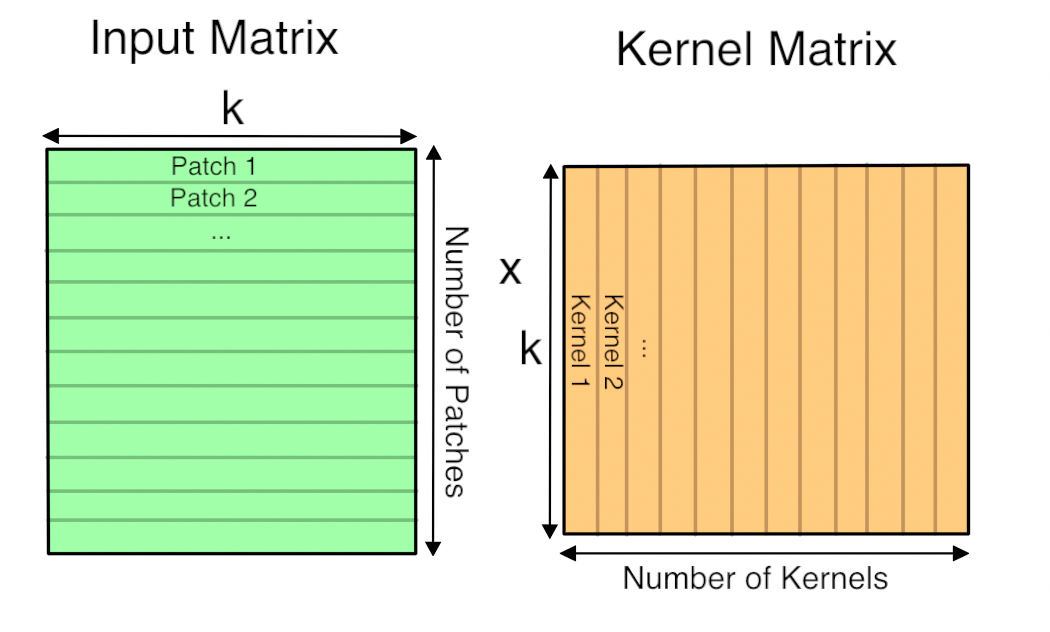 Input Matrix
k
Patch 1
Patch 2
...
Number of Patches
x
Kernel Matrix
k
Kernel 1
Kernel 2
...
Number of Kernels